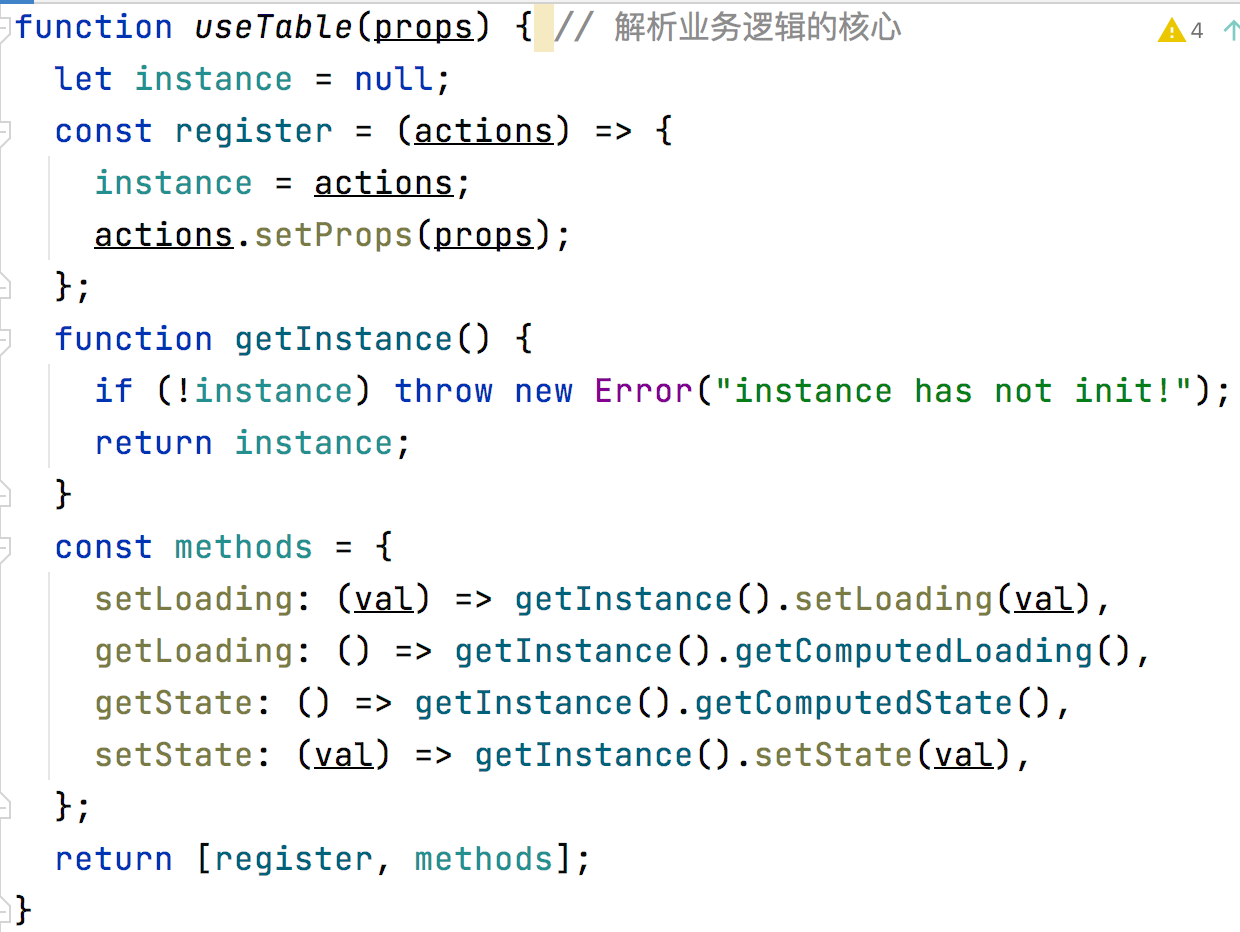 function useTable(props) { // 解析业务逻辑的核心 4
  let instance = null;
  const register = (actions) => {
    instance = actions;
    actions.setProps(props);
  };
  function getInstance() {
    if (!instance) throw new Error("instance has not init!");
    return instance;
  }
  const methods = {
    setLoading: (val) => getInstance().setLoading(val),
    getLoading: () => getInstance().getComputedLoading(),
    getState: () => getInstance().getComputedState(),
    setState: (val) => getInstance().setState(val),
  };
  return [register, methods];
}